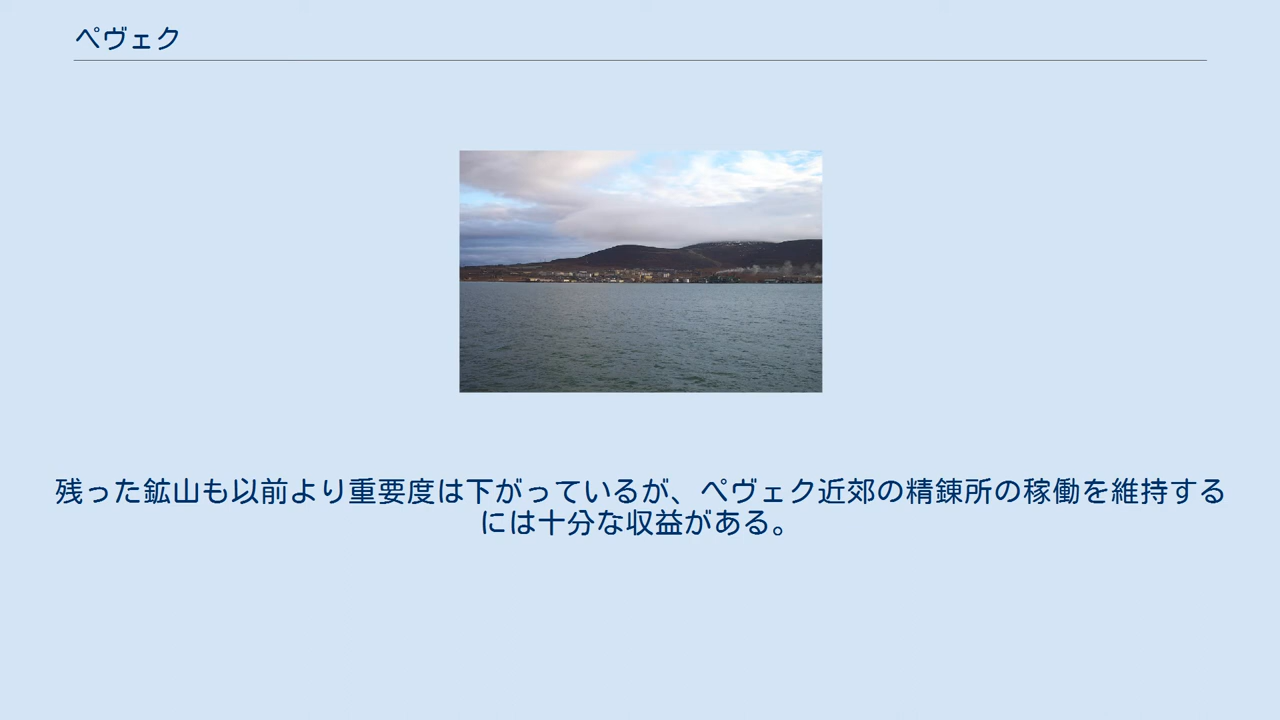 ペヴェク
残った鉱山も以前より重要度は下がっているが、ペヴェク近郊の精錬所の稼働を維持する
には十分な収益がある。